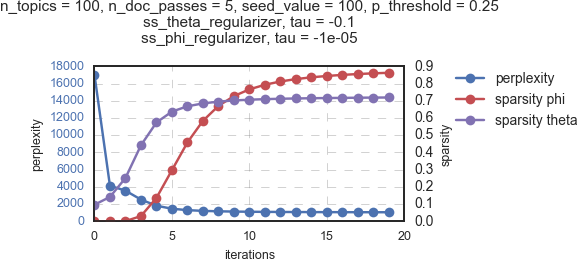 n_topics = 100, n_doc_passes = 5, seed_value = 100, p_threshold = 0.25
ss_theta_regularizer, tau = -0.1
ss_phi_regularizer, tau = -1e-05
18000
16000
14000
12000
10000
8000
6000
4000
2000
0
perplexity
0.9
0.8
0.7
0.6
0.5
0.4
0.3
0.2
0.1
0.0
sparsity
perplexity
sparsity phi
sparsity theta
0 5 10 15 20
iterations